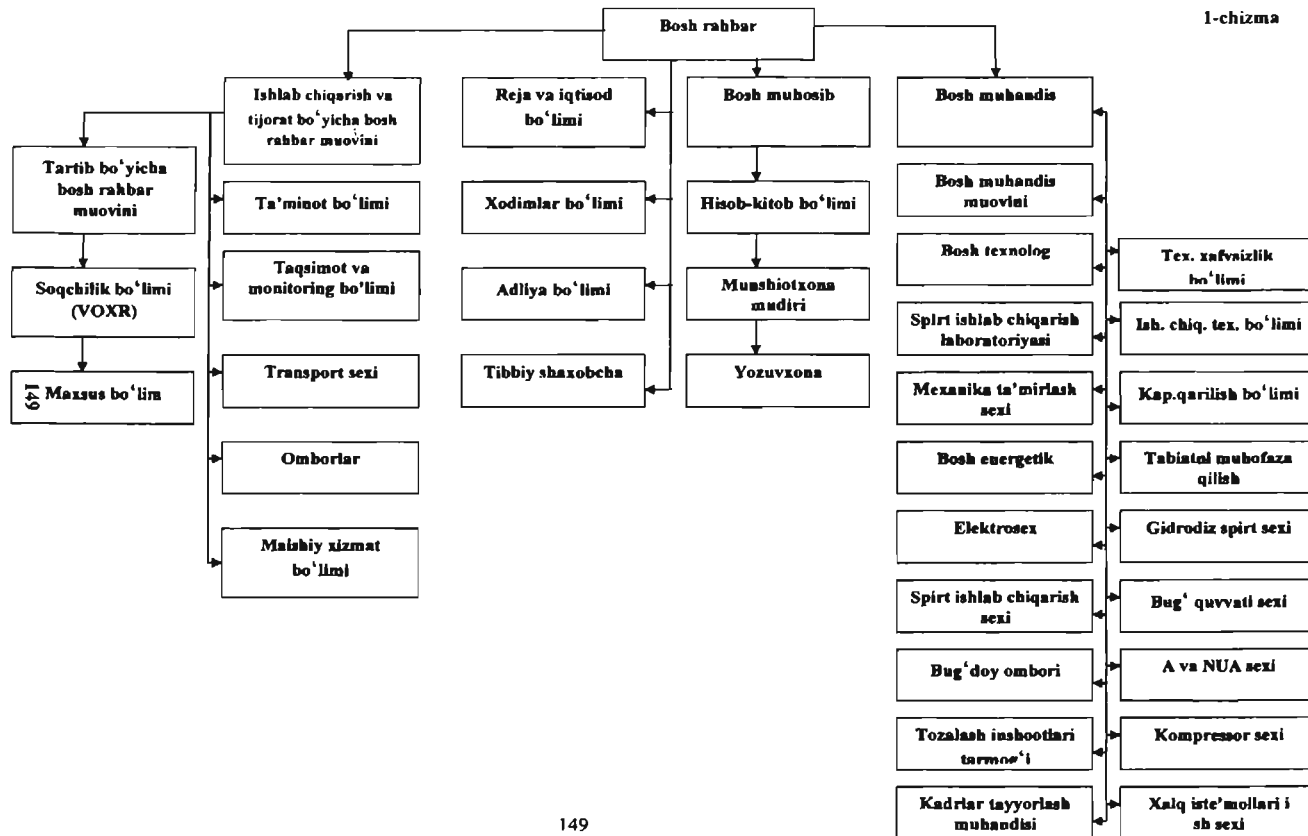 1-chizma
Bosh rahbar
Ishlab chiqarish va
tijorat bo‘yicha bosh
rahbar muovini
Reja va iqtisod
bo‘limi
Bosh muhosib
Bosh muhandis
Tartib bo‘yicha
bosh rakbar
muovini
Ta’minot bo‘limi
Xodimlar bo‘limi
Hisob-kitob bo‘limi
Bosh muhandis
muovini
Bosh texnolog
Tex. xafvsizlik
bo‘limi
Soqchilik bo‘limi
(VOXR)
Taqsimot va
monitoring bo'limi
Adliya bo‘limi
Munshiotxona
mudiri
Spirt ishlab chiqarish
laboratoriyasi
Ish. chiq. tex. bo‘limi
Maxsus bo‘lim
149
Transport sexi
Tibbiy shaxobcha
Yozuvxona
Mexanika ta’mirlash
sexi
Kap.qarilish bo‘limi
Omborlar
Bosh energetik
Tabiatni muhofaza
qilish
Maishiy xizmat
bo‘limi
Elektrosex
Gidrodiz spirt sexi
Spirt ishlab chiqarish
sexi
Bug‘ quvvati sexi
Bug‘doy ombori
A va NUA sexi
Tozalash inshootlari
tarmog‘i
Kompressor sexi
Kadrlar tayyorlash
muhandisi
Xalq iste’mollari i
sh sexi
149